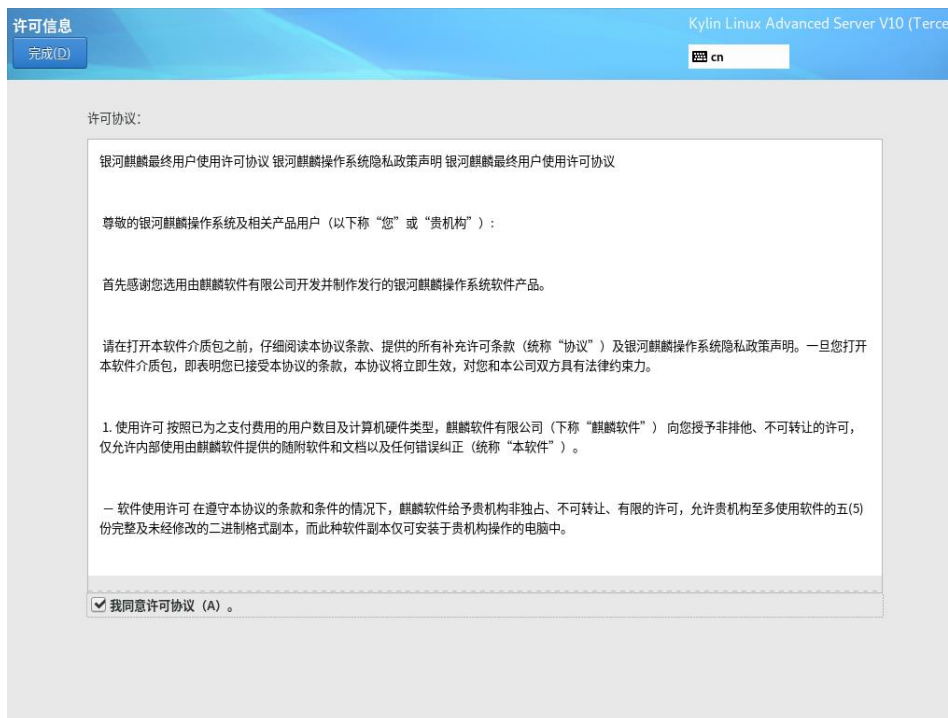 许可信息
Kylin Linux Advanced Server V10 (Terce
完成(D)
cn
许可协议:
银河麒麟最终用户使用许可协议 银河麒麟操作系统隐私政策声明 银河麒麟最终用户使用许可协议
尊敬的银河麒麟操作系统及相关产品用户（以下称“您”或“贵机构”）:
首先感谢您选用由麒麟软件有限公司开发并制作发行的银河麒麟操作系统软件产品。
请在打开本软件介质包之前，仔细阅读本协议条款、提供的所有补充许可条款（统称“协议”）及银河麒麟操作系统隐私政策声明。一旦您打开
本软件介质包，即表明您已接受本协议的条款，本协议将立即生效，对您和本公司双方具有法律约束力。
1. 使用许可 按照已为之支付费用的用户数目及计算机硬件类型，麒麟软件有限公司（下称“麒麟软件”） 向您授予非排他、不可转让的许可，
仅允许内部使用由麒麟软件提供的随附软件和文档以及任何错误纠正（统称“本软件”）。
— 软件使用许可 在遵守本协议的条款和条件的情况下，麒麟软件给予贵机构非独占、不可转让、有限的许可，允许贵机构至多使用软件的五(5)
份完整及未经修改的二进制格式副本，而此种软件副本仅可安装于贵机构操作的电脑中。
我同意许可协议（A）。